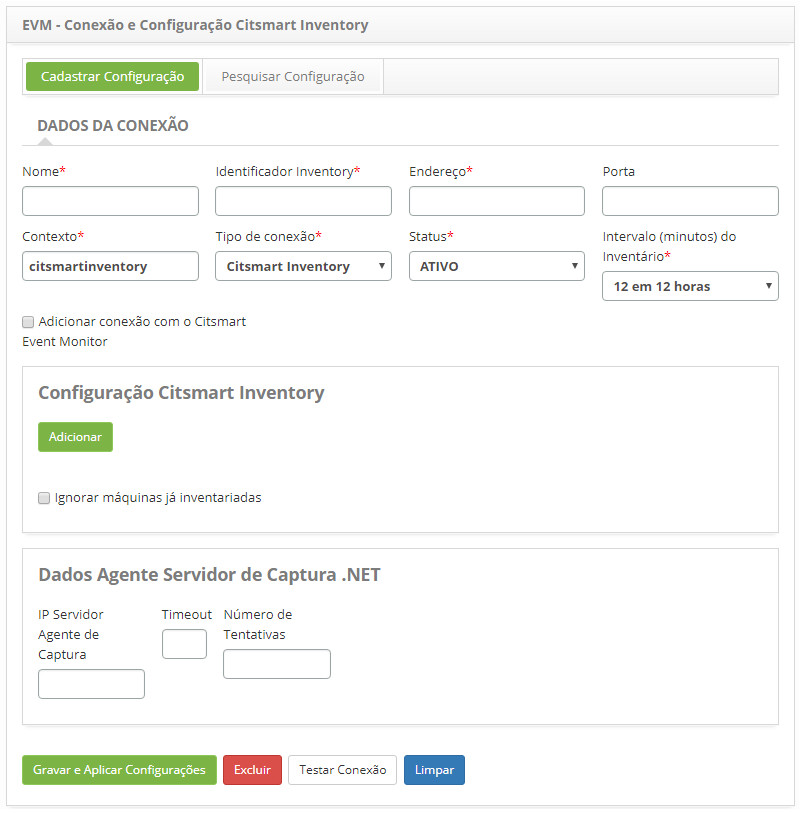 EVM - Conexão e Configuração Citsmart Inventory
Cadastrar Configuração Pesquisar Configuração
DADOS DA CONEXÃO
Nome* Identificador Inventory* Endereço* Porta
Contexto* Tipo de conexão* Status* Intervalo (minutos) do
Inventário*
citsmartinventory Citsmart Inventory ATIVO
12 em 12 horas
Adicionar conexão com o Citsmart
Event Monitor
Configuração Citsmart Inventory
Adicionar
Ignorar máquinas já inventariadas
Dados Agente Servidor de Captura .NET
IP Servidor Timeout Número de
Agente de Tentativas
Captura
Gravar e Aplicar Configurações Excluir Testar Conexão Limpar